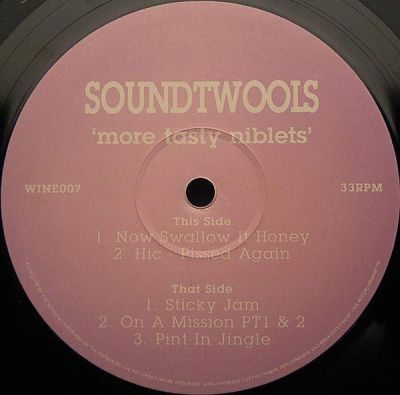 SOUNDTWOOLS
'more tasty niblets'
WINE007
33RPM
This Side
1. Now Swallow It Honey
2. Hic - Pissed Again
That Side
1. Sticky Jam
2. On A Mission PT1 & 2
3. Pint In Jingle